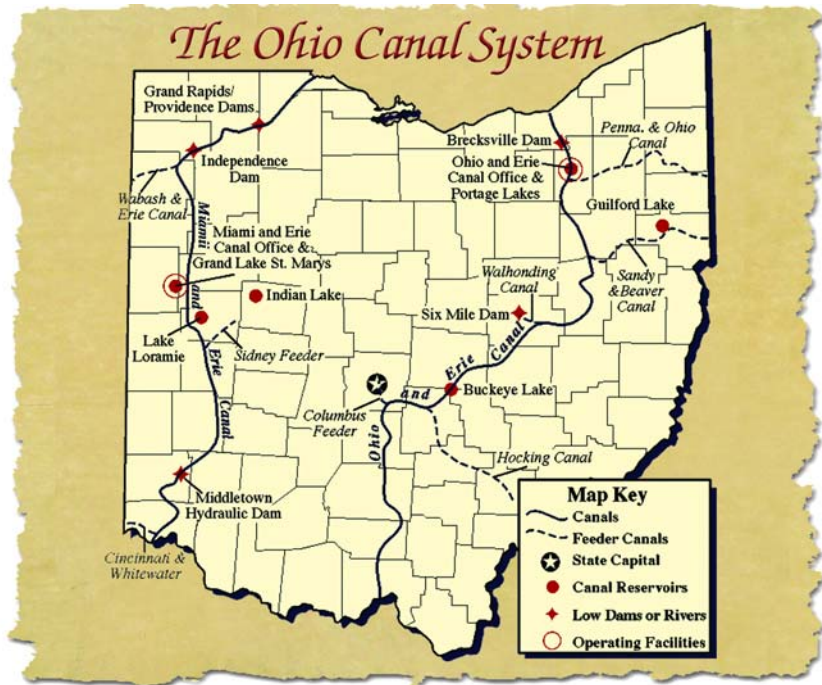 The Ohio Canal System
Grand Rapids/
Providence Dams
Independence
Dam
Wabash &
Erie Canal
Miami and Erie
Canal Office &
Grand Lake St. Marys
Miamii and Erie Canal
Indian Lake
Lake
Loramie
Sidney Feeder
Middletown
Hydraulic Dam
Cincinnati &
Whitewater
Columbus
Feeder
Ohio and Erie Canal
Brecksville Dam
Ohio and Erie
Canal Office &
Portage Lakes
Penna. & Ohio
Canal
Guilford Lake
Sandy
&Beaver
Canal
Walhonding
Canal
Six Mile Dam
Buckeye Lake
Hocking Canal
Map Key
Canals
Feeder Canals
State Capital
Canal Reservoirs
Low Dams or Rivers
Operating Facilities